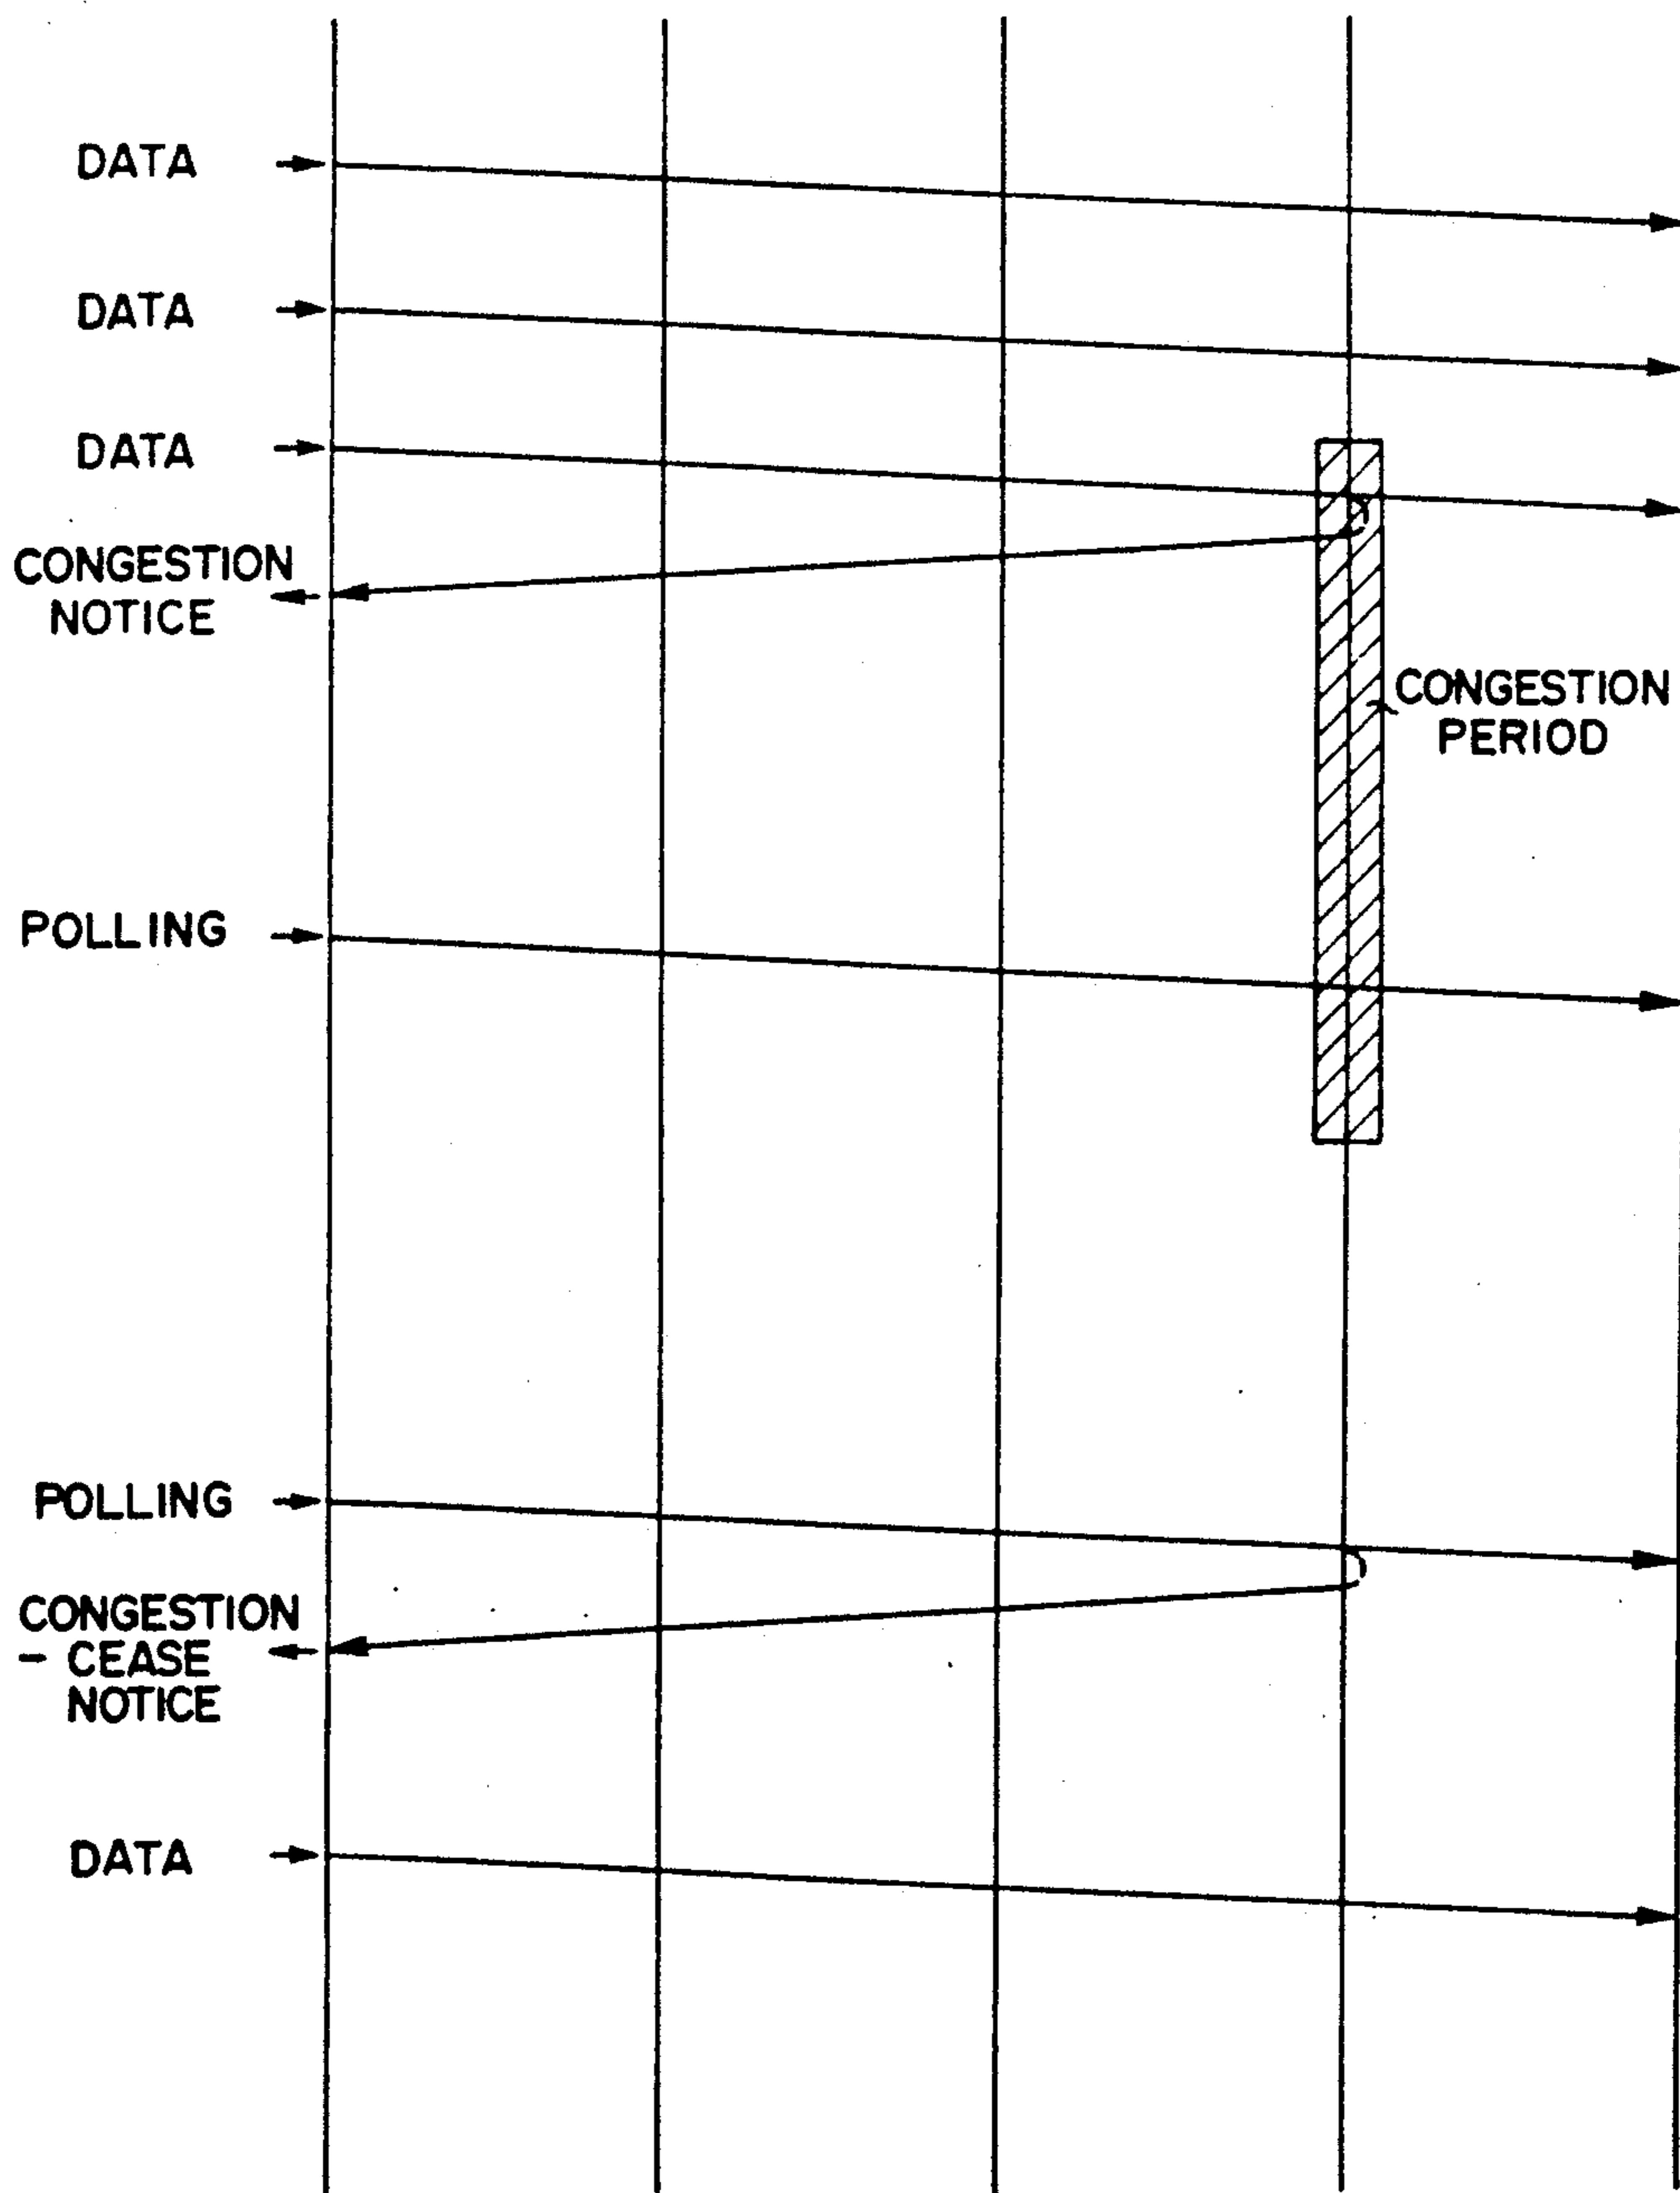 DATA
DATA
DATA
CONGESTION
NOTICE
CONGESTION
PERIOD
POLLING
POLLING
CONGESTION
- CEASE
NOTICE
DATA